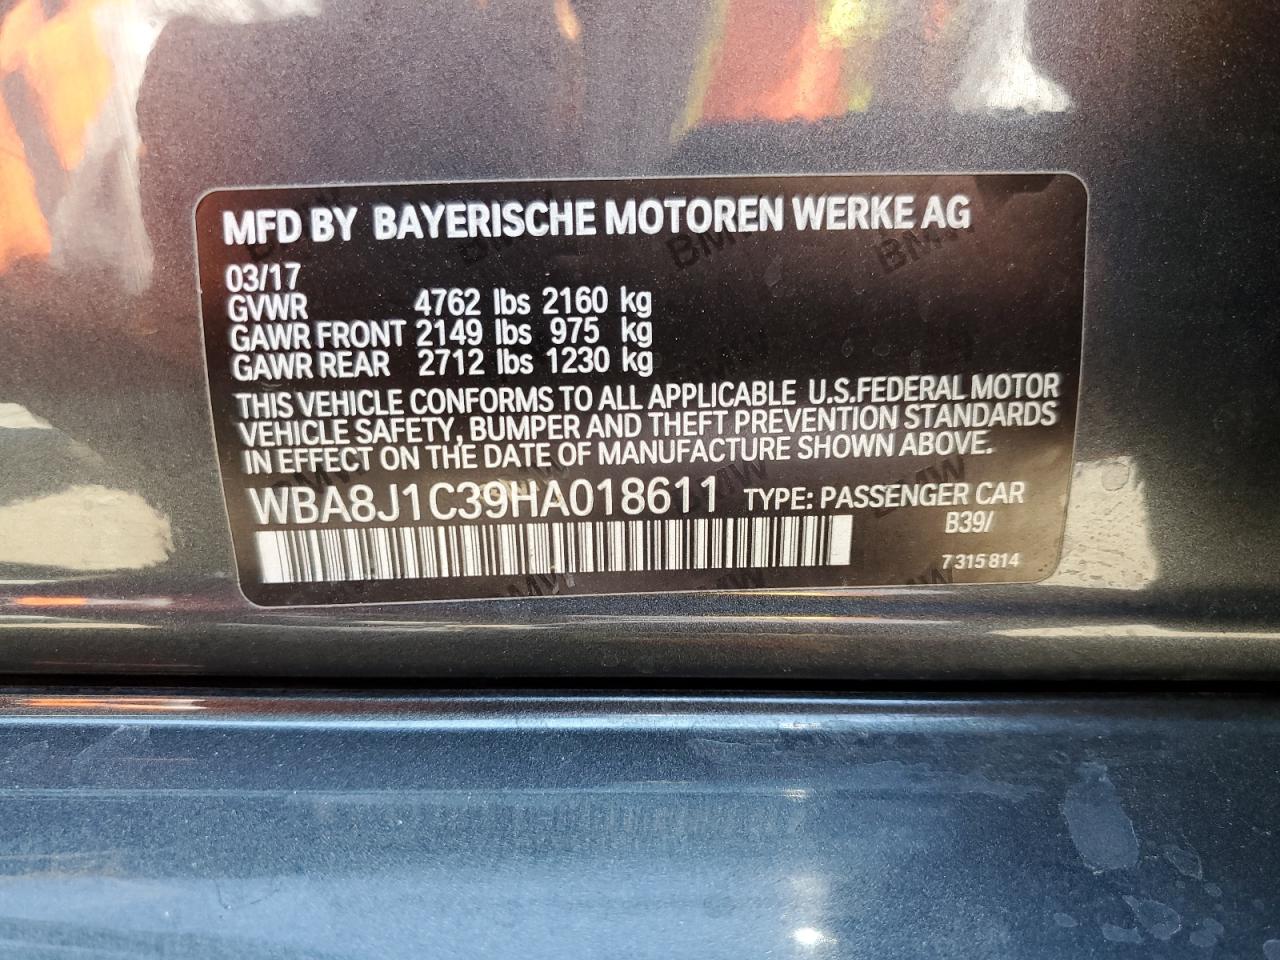 MFD BY BAYERISCHE MOTOREN WERKE AG
03/17
GVWR 4762 lbs 2160 kg
GAWR FRONT 2149 lbs 975 kg
GAWR REAR 2712 lbs 1230 kg
THIS VEHICLE CONFORMS TO ALL APPLICABLE U.S.FEDERAL MOTOR
VEHICLE SAFETY, BUMPER AND THEFT PREVENTION STANDARDS
IN EFFECT ON THE DATE OF MANUFACTURE SHOWN ABOVE.
WBA8J1C39HA018611 TYPE: PASSENGER CAR
B39/
7 315 814